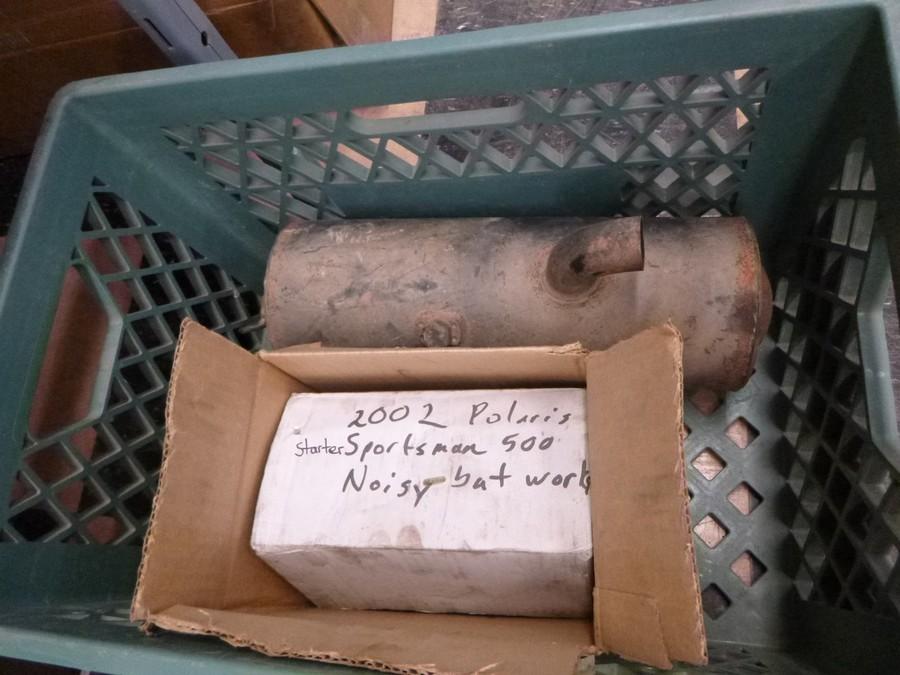 2002 Polaris
Starter Sportsman 500
Noisy but works